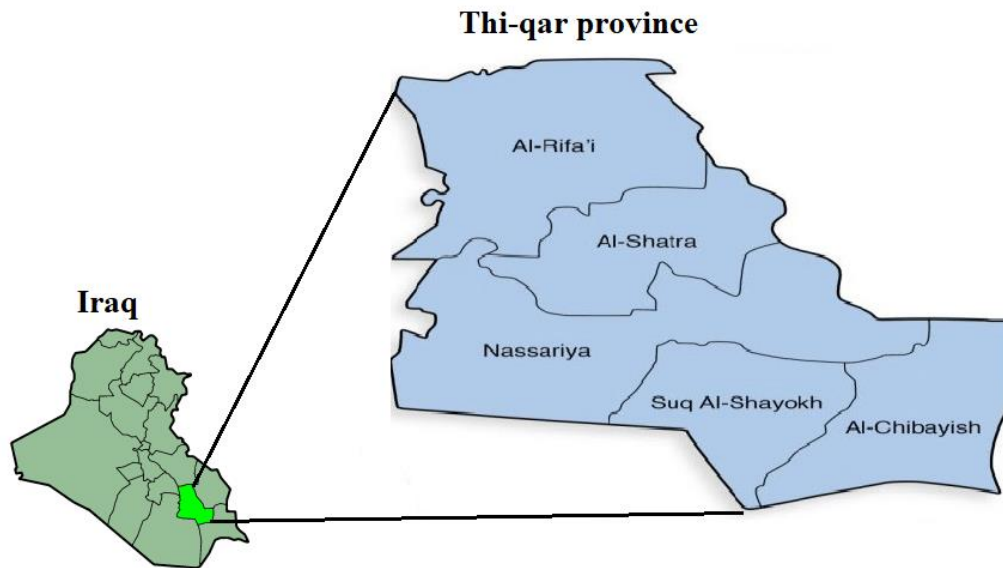 Thi-qar province
Al-Rifa'i
Al-Shatra
Iraq
Nassariya
Suq Al-Shayokh
Al-Chibayish